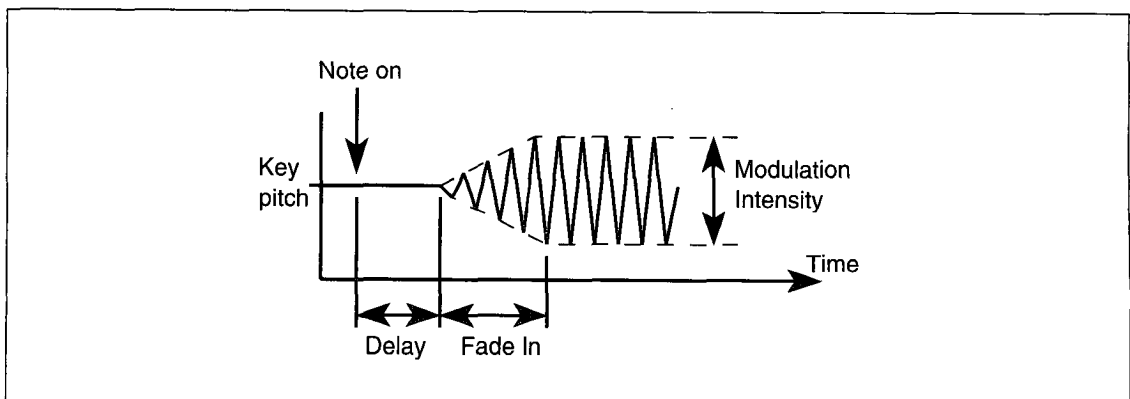 Note on
Key
pitch
Modulation
Intensity
Time
Delay
Fade In